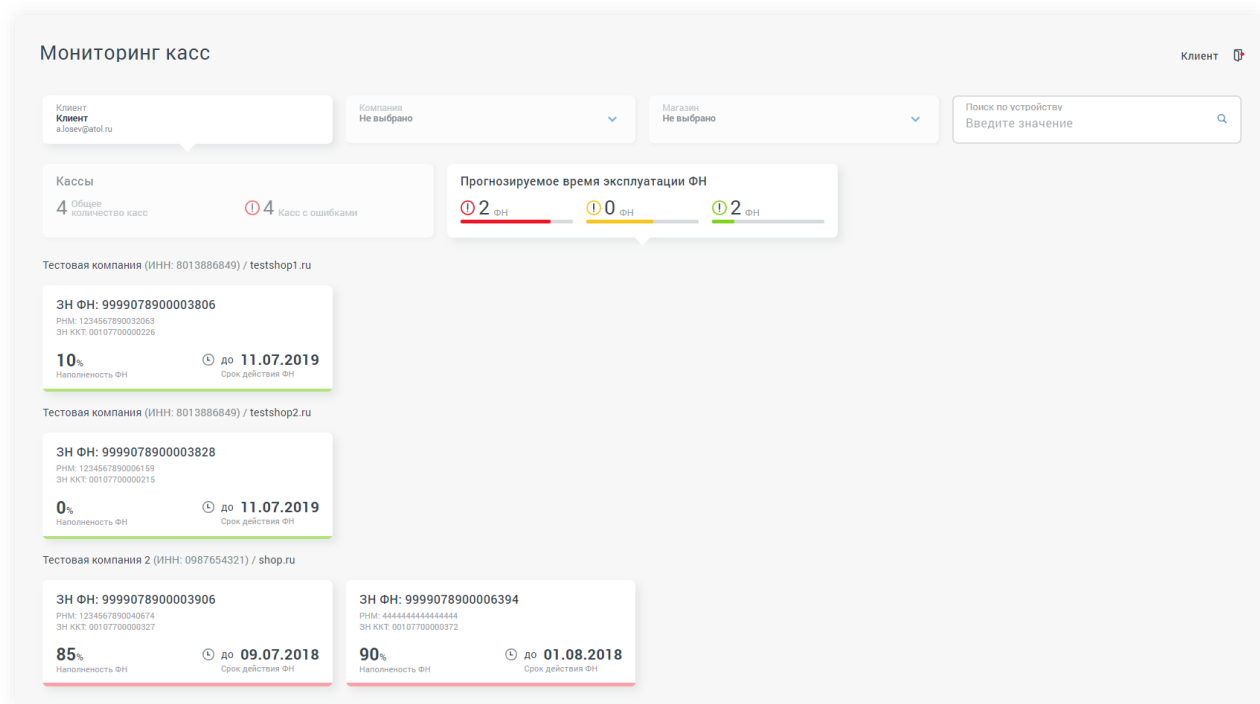 Мониторинг касс
Клиент
Клиент
Клиент
a.losev@atol.ru
Компания
Не выбрано
Магазин
Не выбрано
Поиск по устройству
Введите значение
Кассы
4 Общее количество касс
4 Касс с ошибками
Прогнозируемое время эксплуатации ФН
2 ФН
0 ФН
2 ФН
Тестовая компания (ИНН: 8013886849) / testshop1.ru
ЗН ФН: 9999078900003806
РНМ: 1234567890032063
ЗН ККТ: 00107700000226
10% до 11.07.2019
Наполненость ФН Срок действия ФН
Тестовая компания (ИНН: 8013886849) / testshop2.ru
ЗН ФН: 9999078900003828
РНМ: 1234567890006159
ЗН ККТ: 00107700000215
0% до 11.07.2019
Наполненость ФН Срок действия ФН
Тестовая компания 2 (ИНН: 0987654321) / shop.ru
ЗН ФН: 9999078900003906
РНМ: 1234567890040674
ЗН ККТ: 00107700000327
85% до 09.07.2018
Наполненость ФН Срок действия ФН
ЗН ФН: 9999078900006394
РНМ: 4444444444444444
ЗН ККТ: 00107700000372
90% до 01.08.2018
Наполненость ФН Срок действия ФН